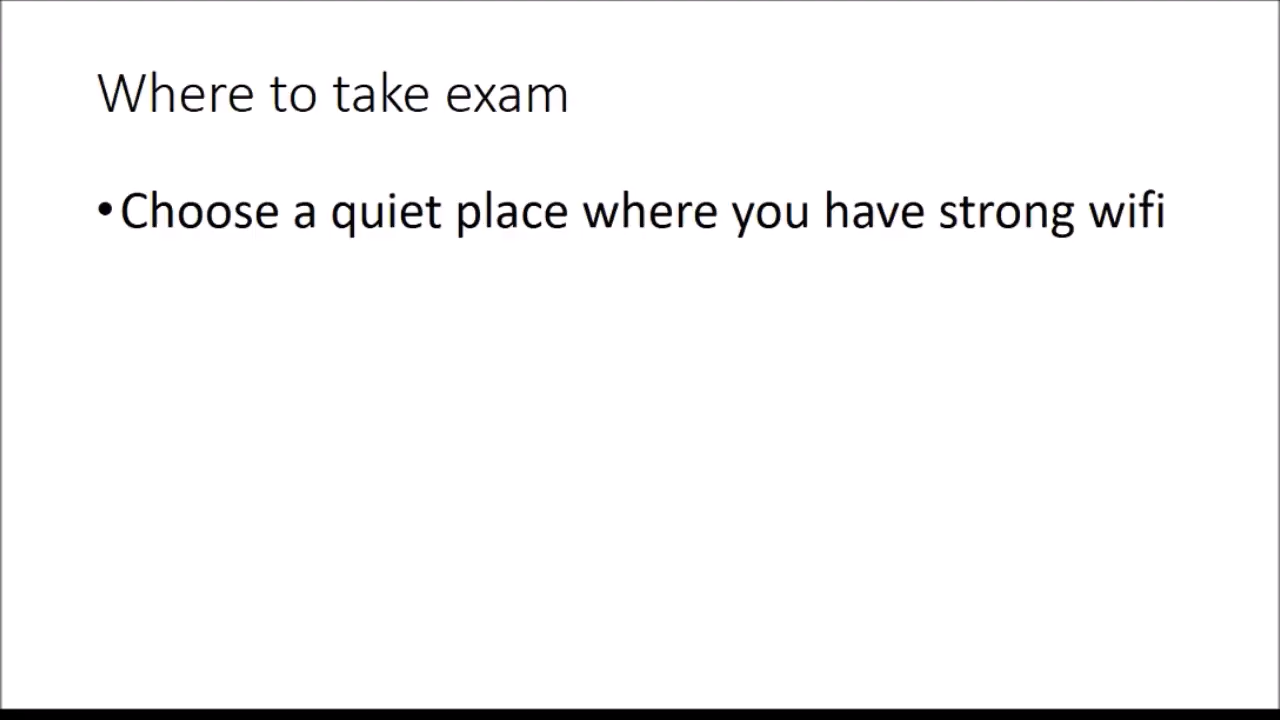 Where to take exam
•Choose a quiet place where you have strong wifi